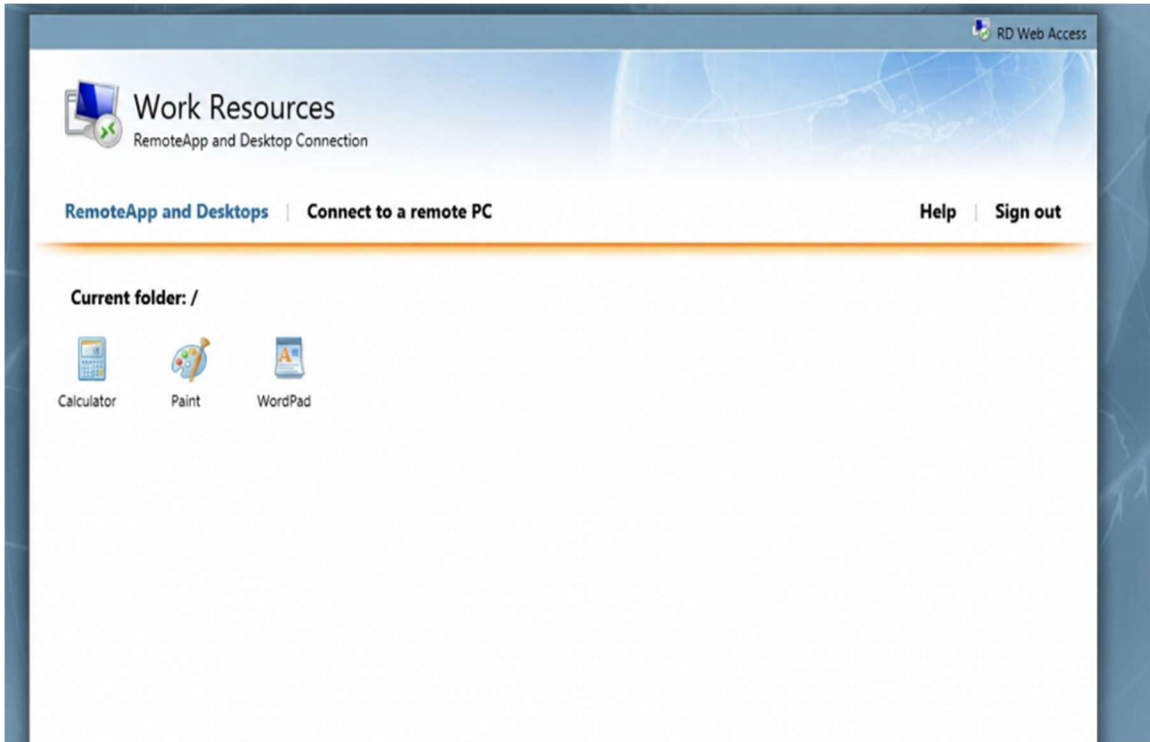 RD Web Access
Work Resources
RemoteApp and Desktop Connection
RemoteApp and Desktops | Connect to a remote PC
Help | Sign out
Current folder: /
Calculator Paint WordPad